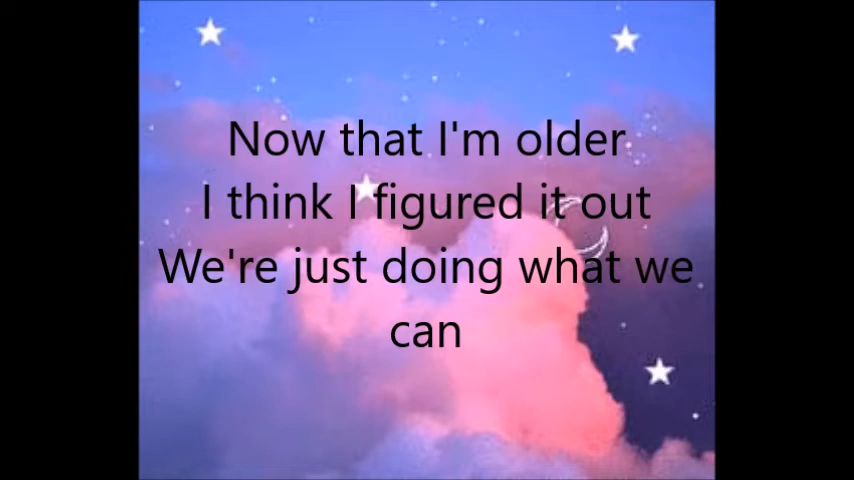 Now that I'm older
I think I figured it out
We're just doing what we
can